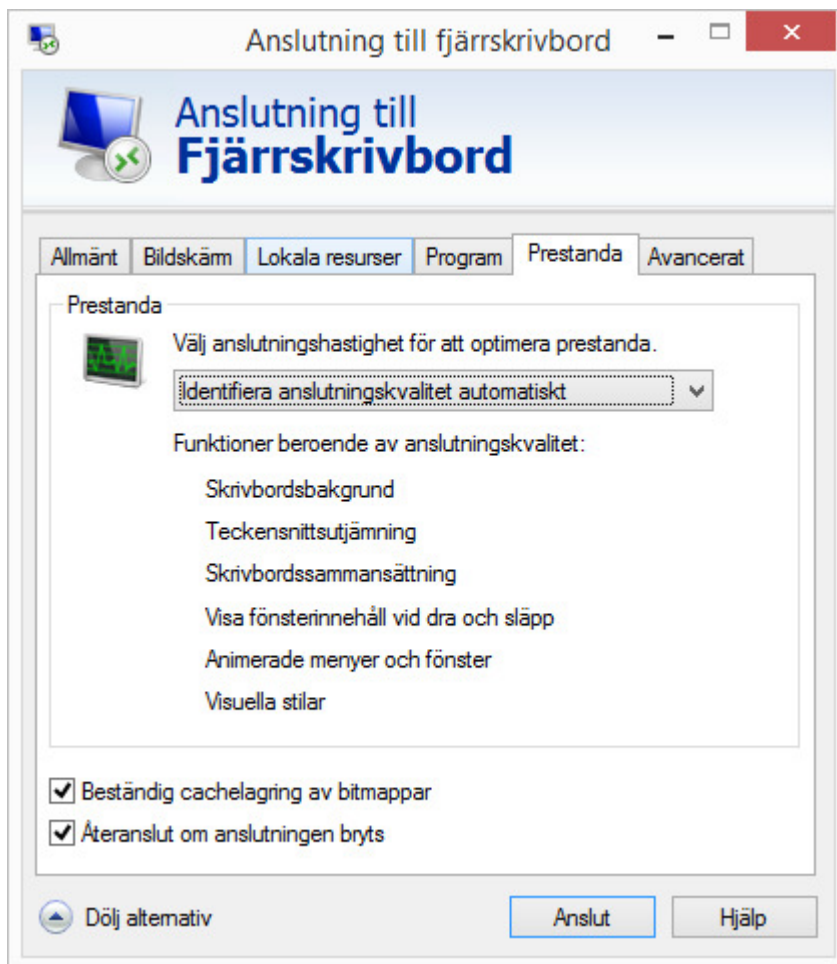 Anslutning till fjärrskrivbord
Anslutning till
Fjärrskrivbord
Allmänt Bildskärm Lokala resurser Program Prestanda Avancerat
Prestanda
Välj anslutningshastighet för att optimera prestanda.
Identifiera anslutningskvalitet automatiskt
Funktioner beroende av anslutningskvalitet:
Skrivbordsbakgrund
Teckensnittsutjämning
Skrivbordssammansättning
Visa fönsterinnehåll vid dra och släpp
Animerade menyer och fönster
Visuella stilar
Beständig cachelagring av bitmappar
Återanslut om anslutningen bryts
Dölj alternativ Anslut Hjälp